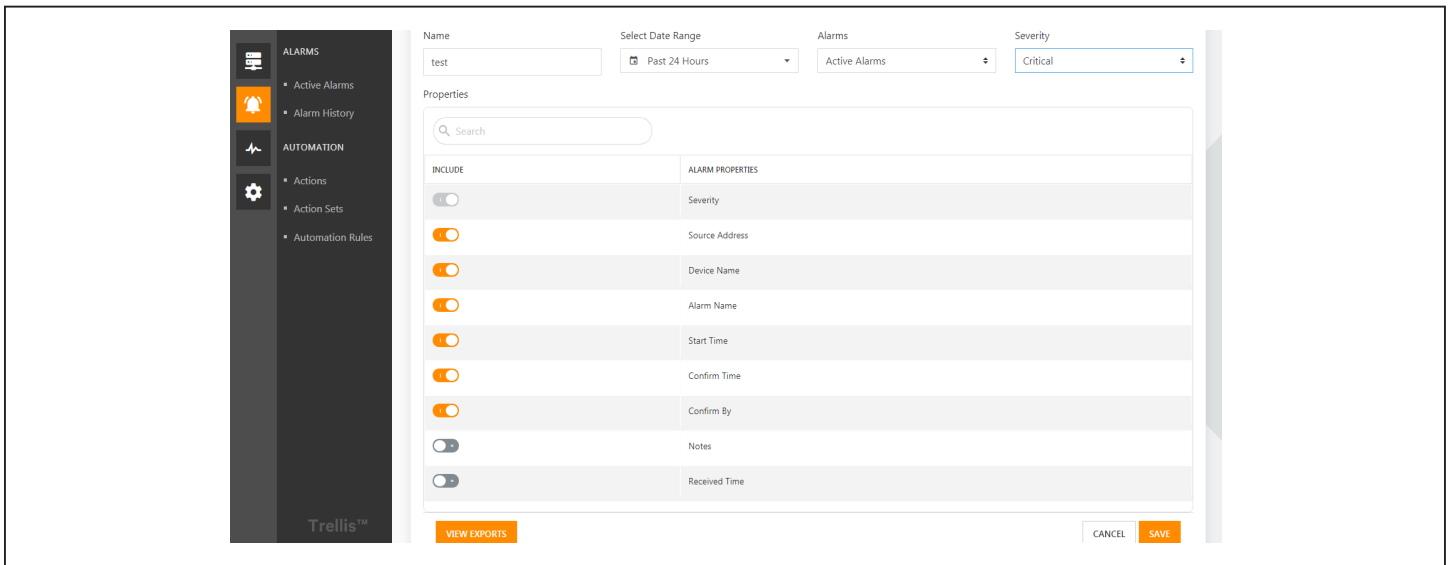 ALARMS
Active Alarms
Alarm History
AUTOMATION
Actions
Action Sets
Automation Rules
Trellis™
Name Select Date Range Alarms Severity
test Past 24 Hours Active Alarms Critical
Properties
Search
INCLUDE ALARM PROPERTIES
Severity
Source Address
Device Name
Alarm Name
Start Time
Confirm Time
Confirm By
Notes
Received Time
VIEW EXPORTS CANCEL SAVE